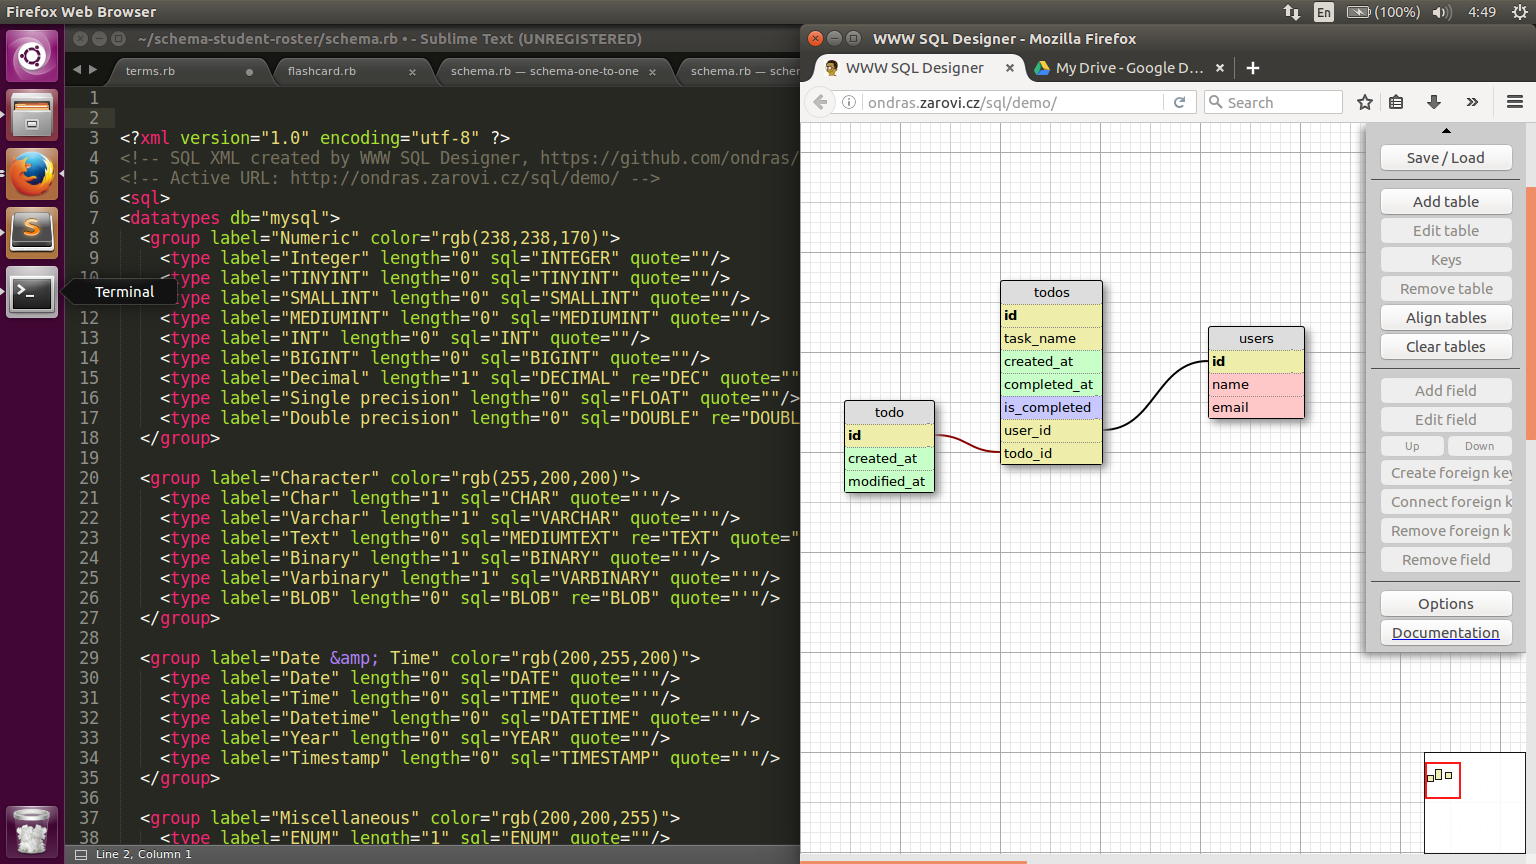 Firefox Web Browser
En
(100%)
4:49
~/schema-student-roster/schema.rb • - Sublime Text (UNREGISTERED)
terms.rb
flashcard.rb
schema.rb — schema-one-to-one
schema.rb — schem
1
2
3 <?xml version="1.0" encoding="utf-8" ?>
4 <!-- SQL XML created by WWW SQL Designer, https://github.com/ondras/
5 <!-- Active URL: http://ondras.zarovi.cz/sql/demo/ -->
6 <sql>
7 <datatypes db="mysql">
8 <group label="Numeric" color="rgb(238,238,170)">
9 <type label="Integer" length="0" sql="INTEGER" quote=""/>
10 <type label="TINYINT" length="0" sql="TINYINT" quote=""/>
Terminal
type label="SMALLINT" length="0" sql="SMALLINT" quote=""/>
12 <type label="MEDIUMINT" length="0" sql="MEDIUMINT" quote=""/>
13 <type label="INT" length="0" sql="INT" quote=""/>
14 <type label="BIGINT" length="0" sql="BIGINT" quote=""/>
15 <type label="Decimal" length="1" sql="DECIMAL" re="DEC" quote=""
16 <type label="Single precision" length="0" sql="FLOAT" quote=""/>
17 <type label="Double precision" length="0" sql="DOUBLE" re="DOUBL
18 </group>
19
20 <group label="Character" color="rgb(255,200,200)">
21 <type label="Char" length="1" sql="CHAR" quote="'"/>
22 <type label="Varchar" length="1" sql="VARCHAR" quote="'"/>
23 <type label="Text" length="0" sql="MEDIUMTEXT" re="TEXT" quote="
24 <type label="Binary" length="1" sql="BINARY" quote="'"/>
25 <type label="Varbinary" length="1" sql="VARBINARY" quote="'"/>
26 <type label="BLOB" length="0" sql="BLOB" re="BLOB" quote="'"/>
27 </group>
28
29 <group label="Date &amp; Time" color="rgb(200,255,200)">
30 <type label="Date" length="0" sql="DATE" quote="'"/>
31 <type label="Time" length="0" sql="TIME" quote="'"/>
32 <type label="Datetime" length="0" sql="DATETIME" quote="'"/>
33 <type label="Year" length="0" sql="YEAR" quote=""/>
34 <type label="Timestamp" length="0" sql="TIMESTAMP" quote="'"/>
35 </group>
36
37 <group label="Miscellaneous" color="rgb(200,200,255)">
38 <type label="ENUM" length="1" sql="ENUM" quote=""/>
Line 2, Column 1
WWW SQL Designer - Mozilla Firefox
WWW SQL Designer
My Drive - Google D...
ondras.zarovi.cz/sql/demo/
Search
todo
id
created_at
modified_at
todos
id
task_name
created_at
completed_at
is_completed
user_id
todo_id
users
id
name
email
Save / Load
Add table
Edit table
Keys
Remove table
Align tables
Clear tables
Add field
Edit field
Up
Down
Create foreign key
Connect foreign k
Remove foreign k
Remove field
Options
Documentation